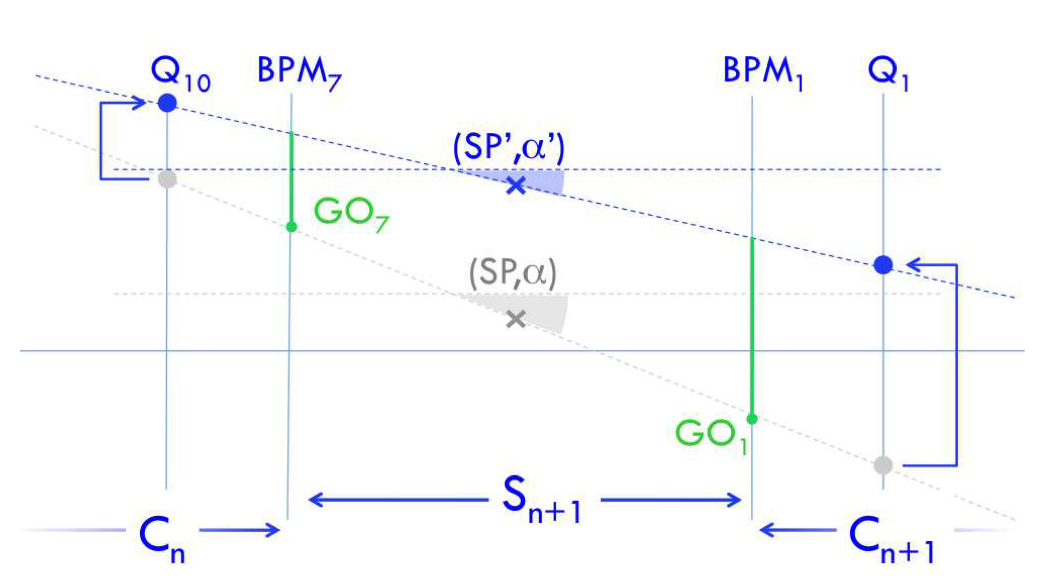 Q₁₀ BPM₇ BPM₁ Q₁
(SP',α')
GO₇
(SP,α)
GO₁
Sₙ₊₁
Cₙ Cₙ₊₁